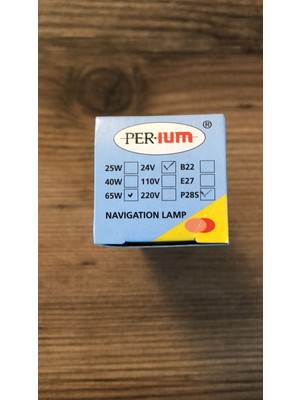 PER-IUM ®
25W 24V B22
40W 110V E27
65W 220V P28S
NAVIGATION LAMP